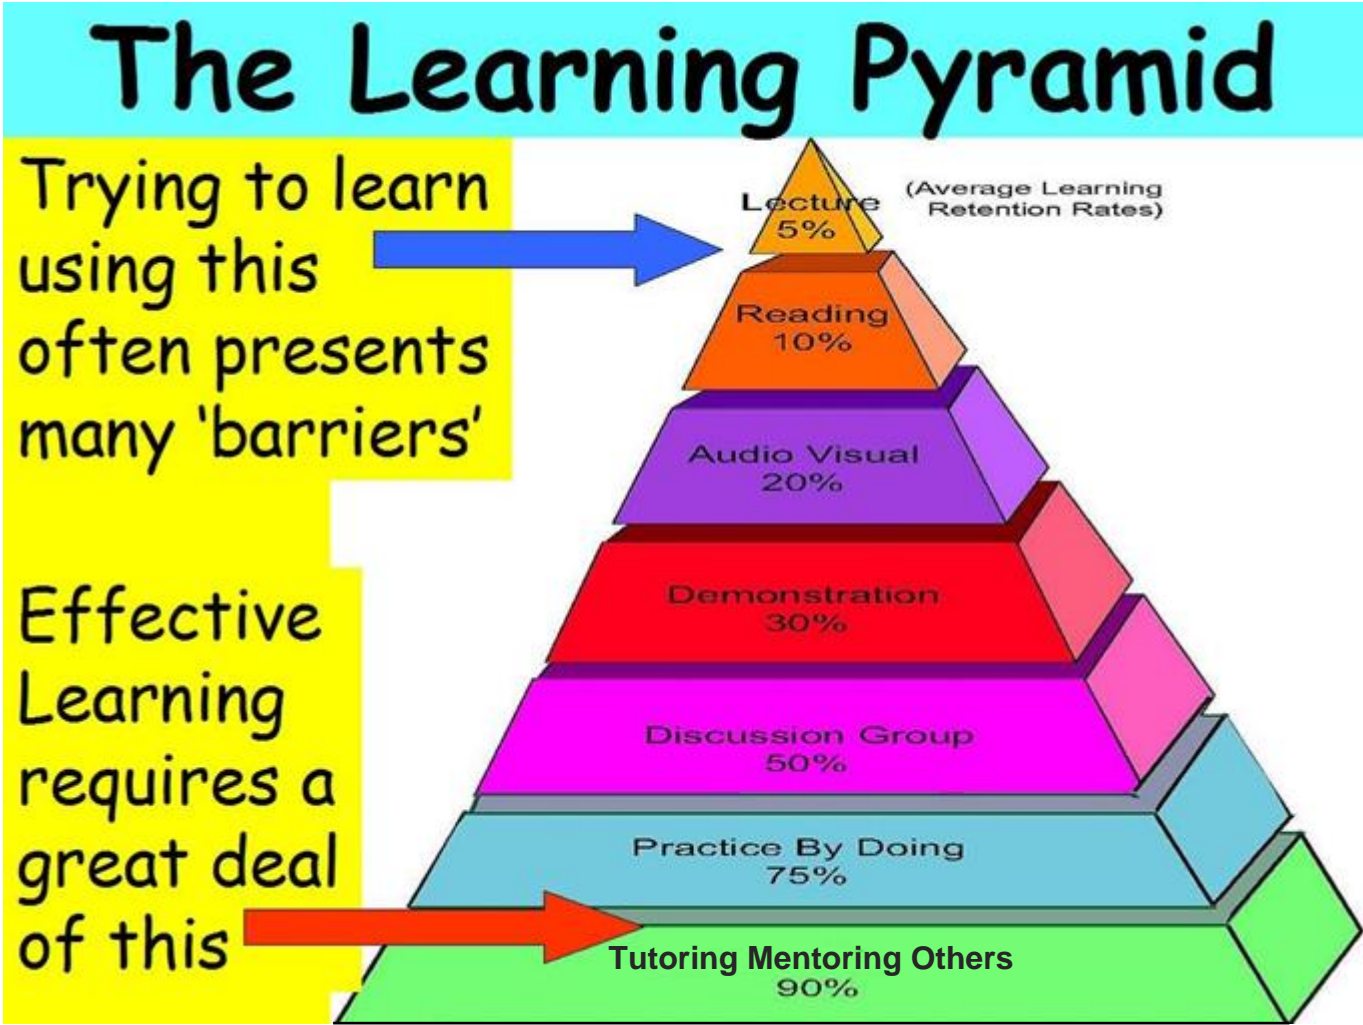 The Learning Pyramid
Trying to learn
using this
often presents
many ‘barriers’
Effective
Learning
requires a
great deal
of this
(Average Learning
Retention Rates)
Lecture
5%
Reading
10%
Audio Visual
20%
Demonstration
30%
Discussion Group
50%
Practice By Doing
75%
Tutoring Mentoring Others
90%